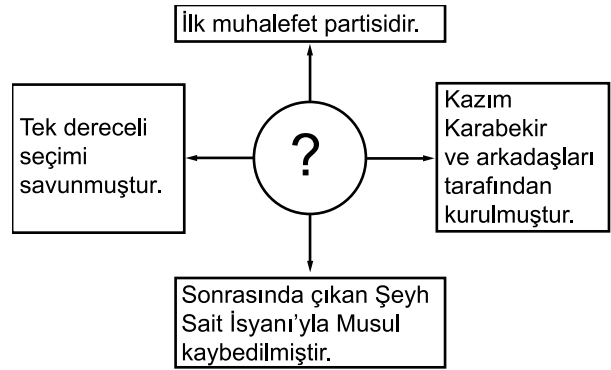 İlk muhalefet partisidir.
Tek dereceli
seçimi
savunmuştur.
?
Kazım
Karabekir
ve arkadaşları
tarafından
kurulmuştur.
Sonrasında çıkan Şeyh
Sait İsyanı'yla Musul
kaybedilmiştir.